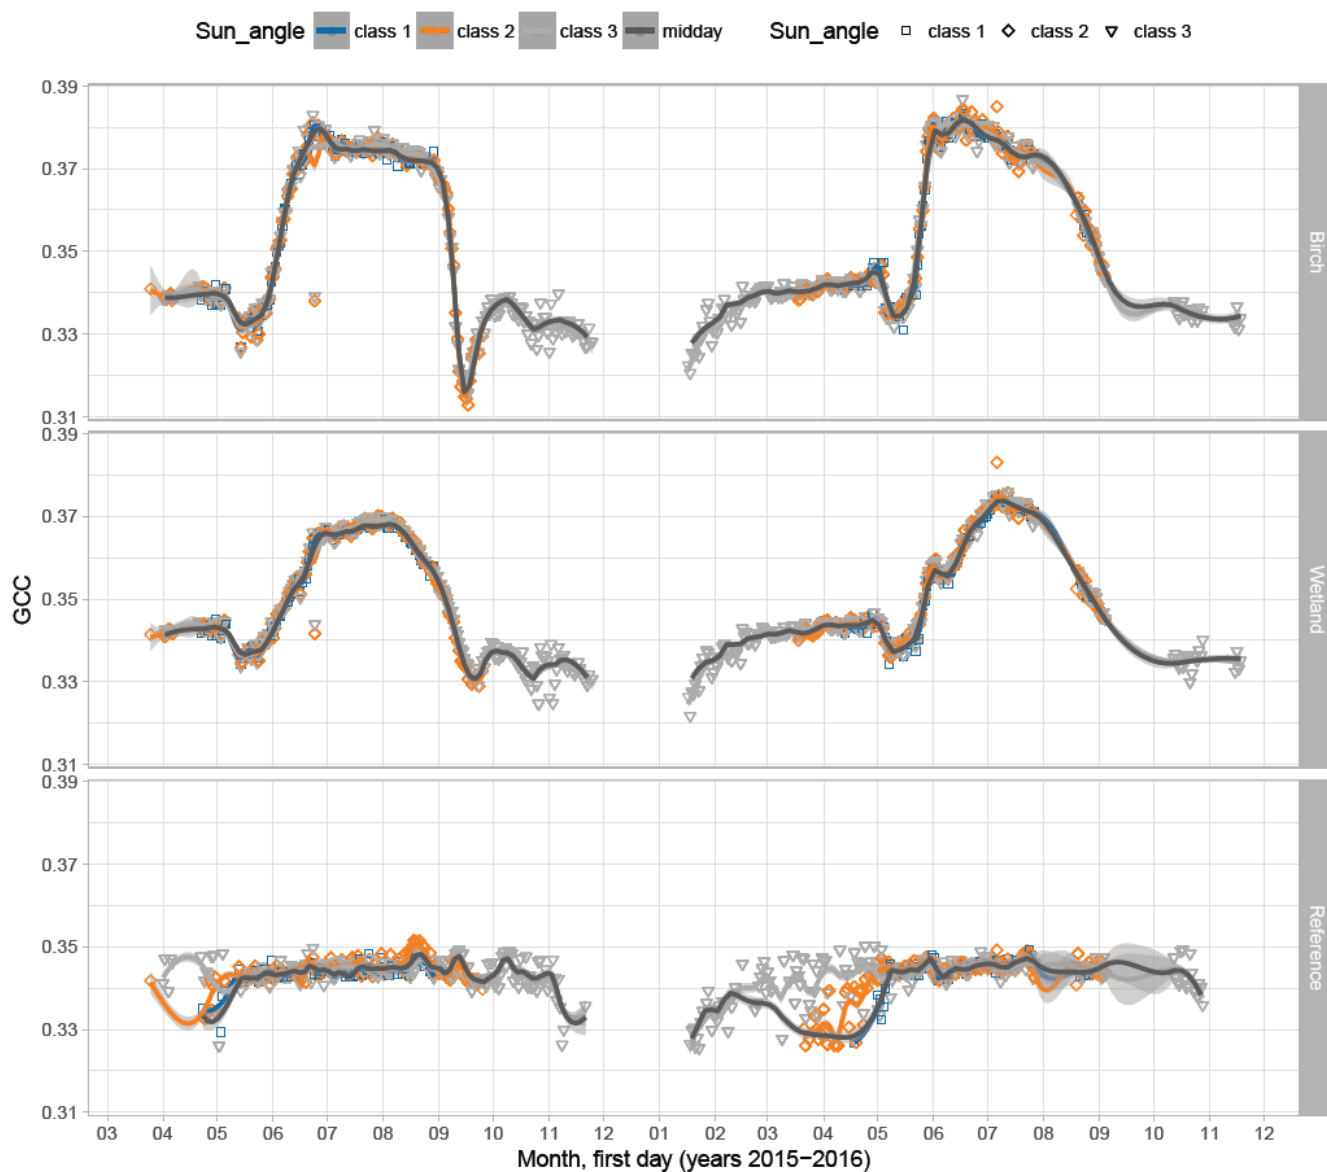 Sun_angle class 1 class 2 class 3 midday Sun_angle class 1 class 2 class 3
0.39
0.37
0.35
0.33
0.31
Birch
0.39
0.37
0.35
0.33
0.31
Wetland
GCC
0.39
0.37
0.35
0.33
0.31
Reference
03 04 05 06 07 08 09 10 11 12 01 02 03 04 05 06 07 08 09 10 11 12
Month, first day (years 2015−2016)